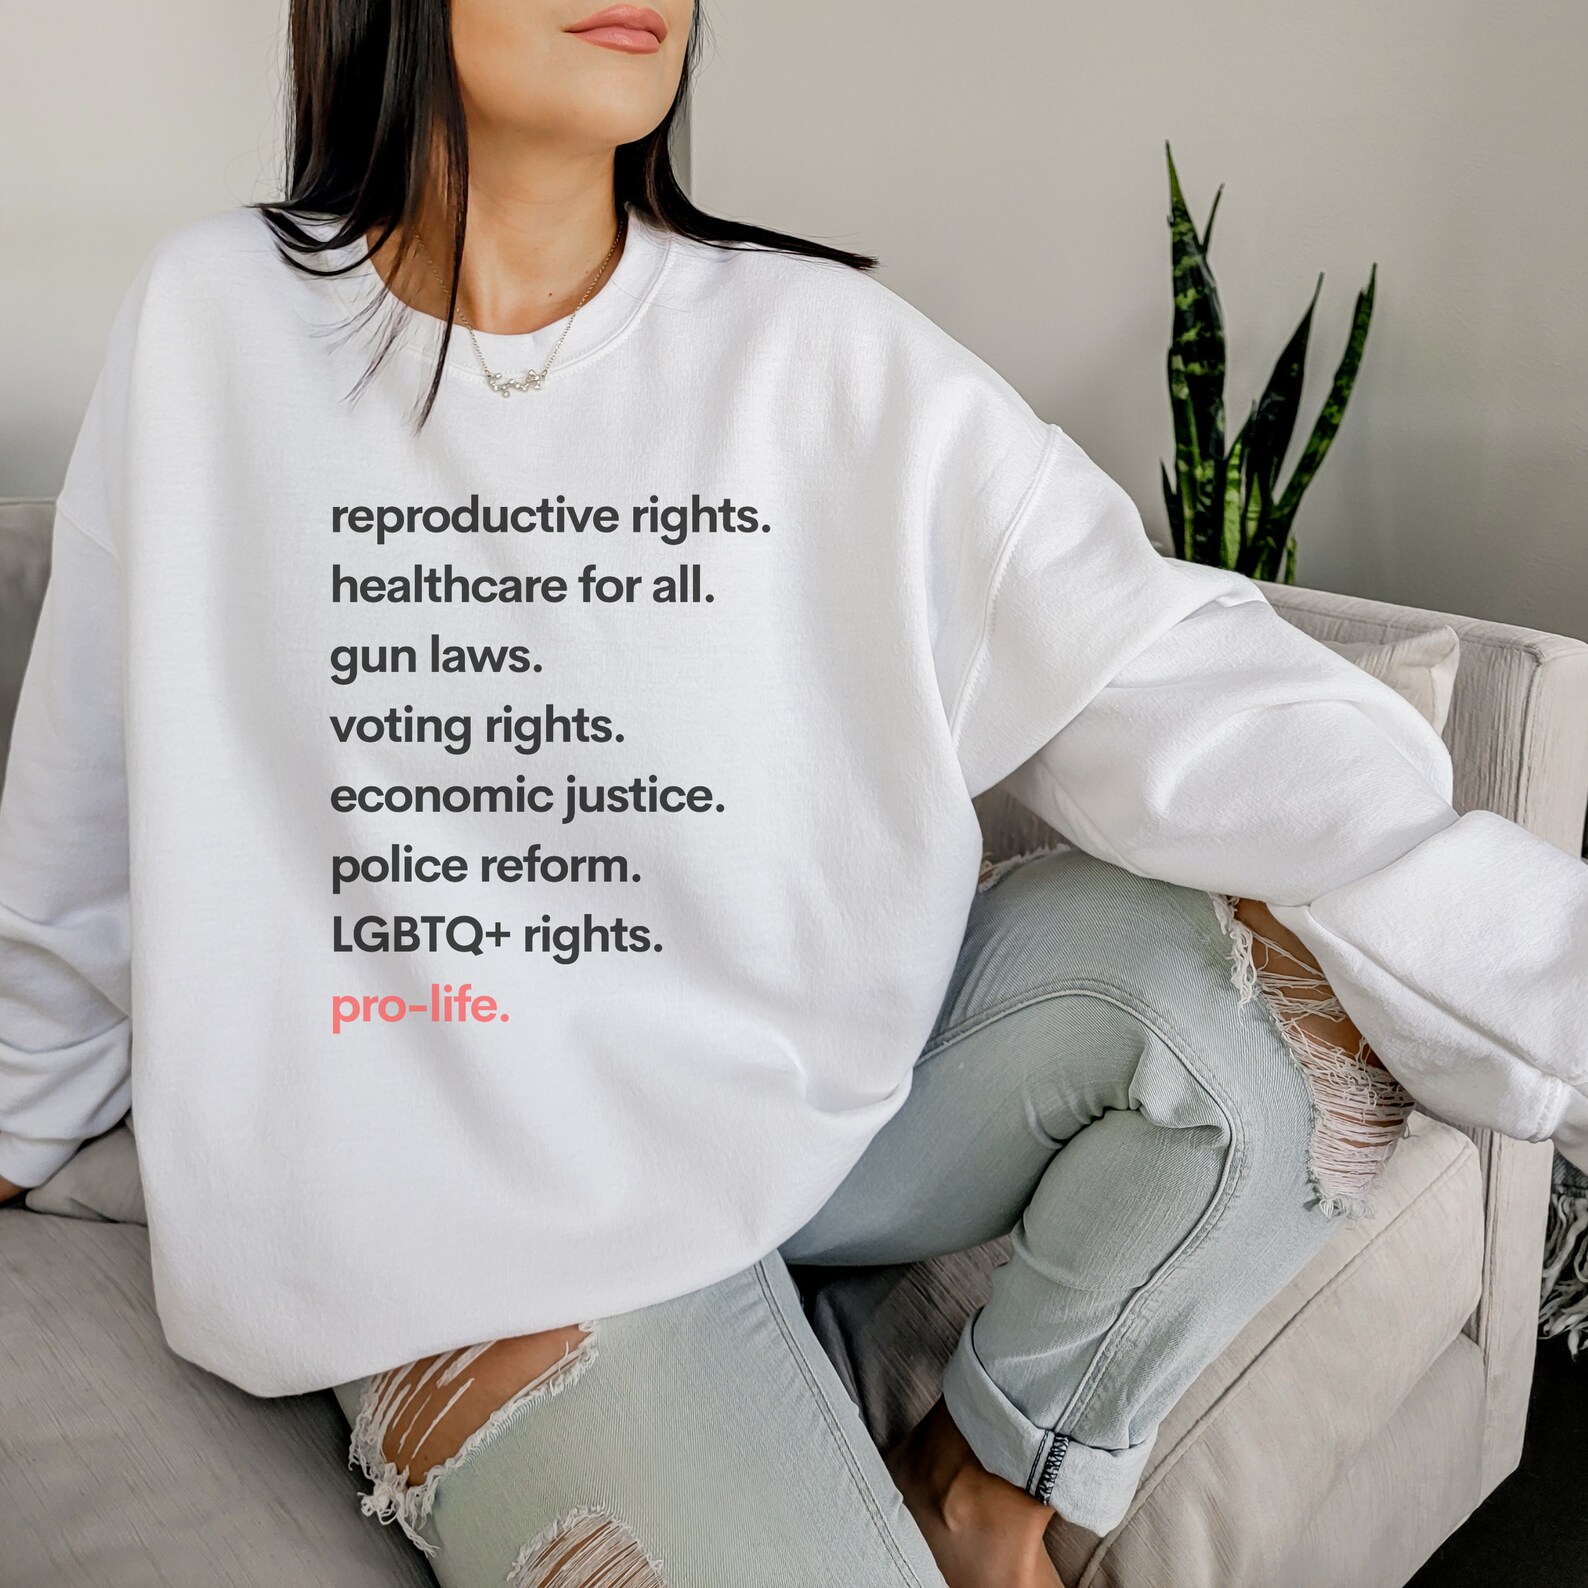 reproductive rights.
healthcare for all.
gun laws.
voting rights.
economic justice.
police reform.
LGBTQ+ rights.
pro-life.